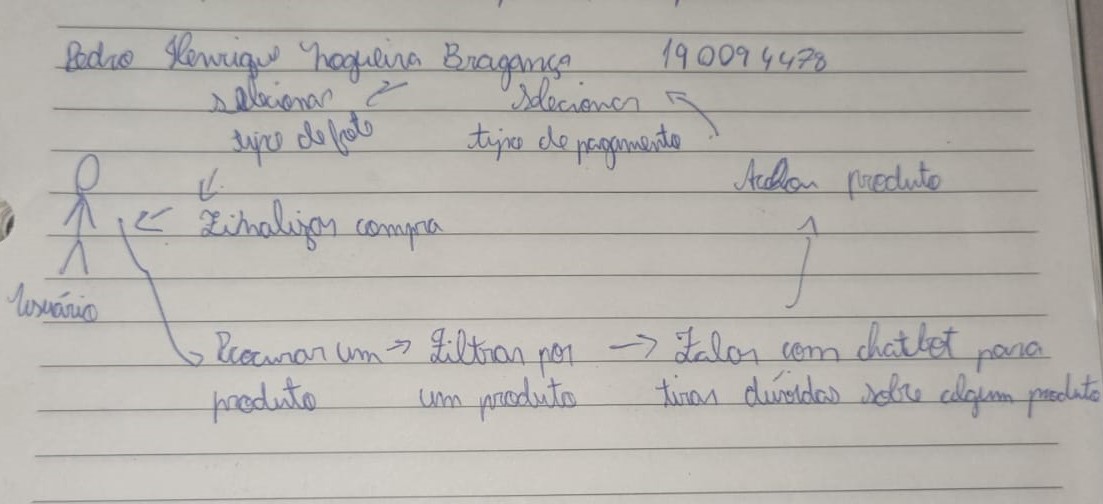 Pedro Henrique Nogueira Bragança 190094478
selecionar
tipo de frete
selecionar
tipo de pagamento
produto
Finalizar compra
Usuário
Procurar um
produto
Filtrar por
um produto
Falar com chatbot para
tirar dúvidas sobre algum produto